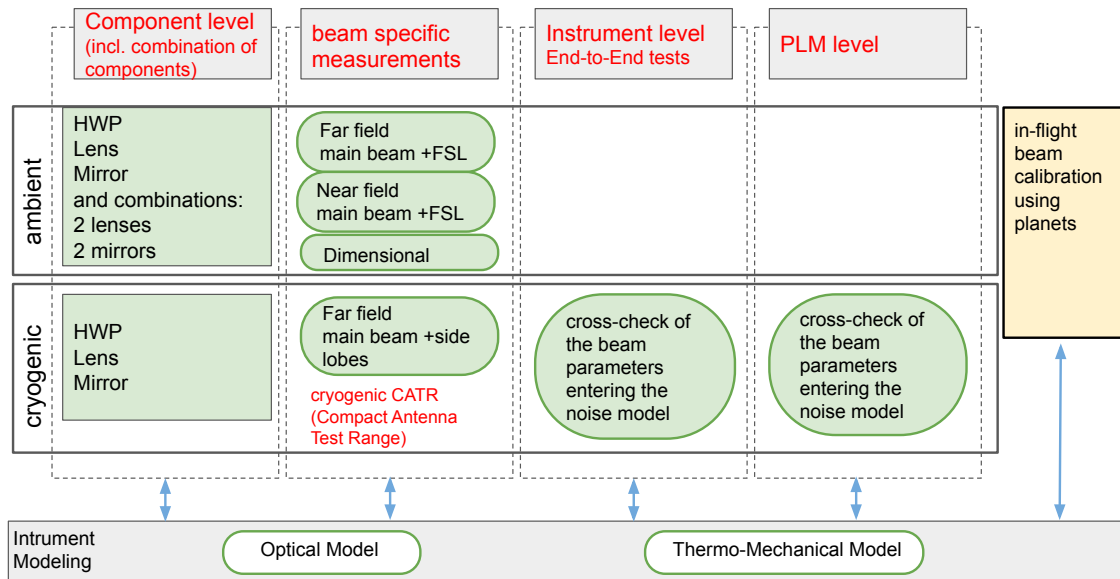 Component level
(incl. combination of
components)
beam specific
measurements
Instrument level
End-to-End tests
PLM level
ambient
HWP
Lens
Mirror
and combinations:
2 lenses
2 mirrors
Far field
main beam +FSL
Near field
main beam +FSL
Dimensional
in-flight
beam
calibration
using
planets
cryogenic
HWP
Lens
Mirror
Far field
main beam +side
lobes
cryogenic CATR
(Compact Antenna
Test Range)
cross-check of
the beam
parameters
entering the
noise model
cross-check of
the beam
parameters
entering the
noise model
Intrument
Modeling
Optical Model
Thermo-Mechanical Model